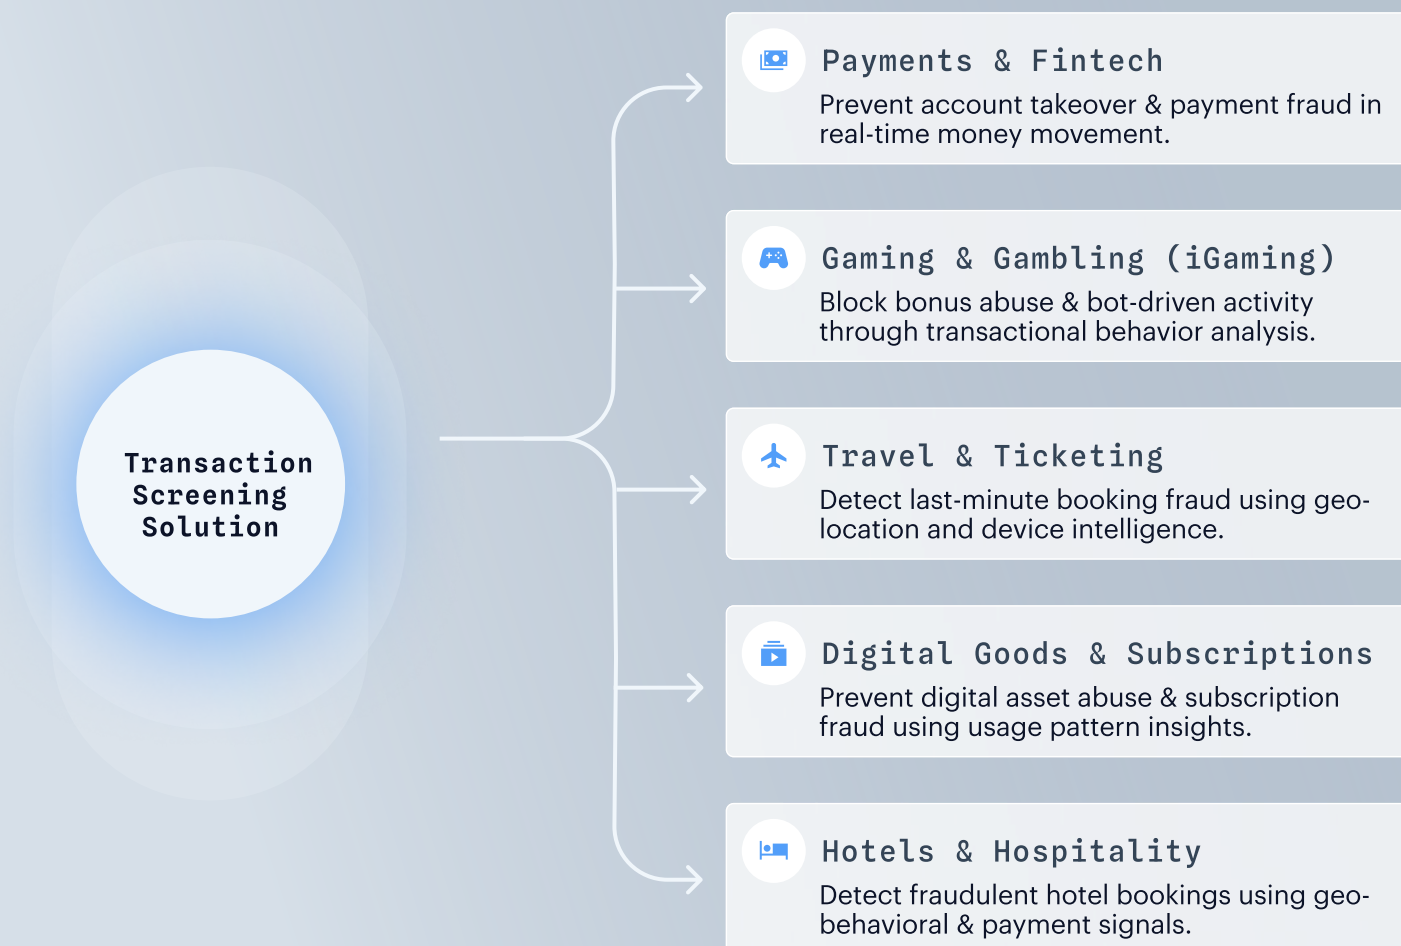 Transaction
Screening
Solution
Payments & Fintech
Prevent account takeover & payment fraud in
real-time money movement.
Gaming & Gambling (iGaming)
Block bonus abuse & bot-driven activity
through transactional behavior analysis.
Travel & Ticketing
Detect last-minute booking fraud using geo-
location and device intelligence.
Digital Goods & Subscriptions
Prevent digital asset abuse & subscription
fraud using usage pattern insights.
Hotels & Hospitality
Detect fraudulent hotel bookings using geo-
behavioral & payment signals.